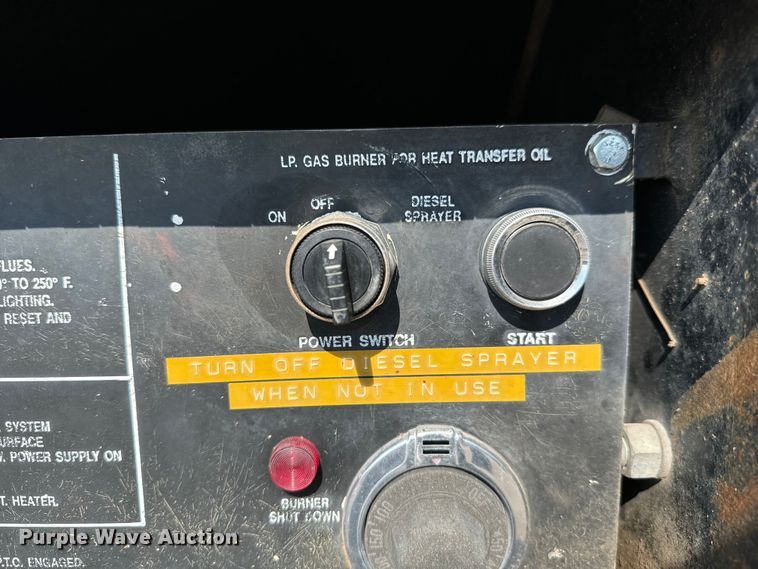 LP. GAS BURNER FOR HEAT TRANSFER OIL
OFF
ON
DIESEL
SPRAYER
POWER SWITCH
START
TURN OFF DIESEL SPRAYER
WHEN NOT IN USE
BURNER
SHUT DOWN
FLUES.
° TO 250° F.
LIGHTING.
RESET AND
SYSTEM
URFACE
POWER SUPPLY ON
T. HEATER.
P.T.O. ENGAGED.
150
Purple Wave Auction